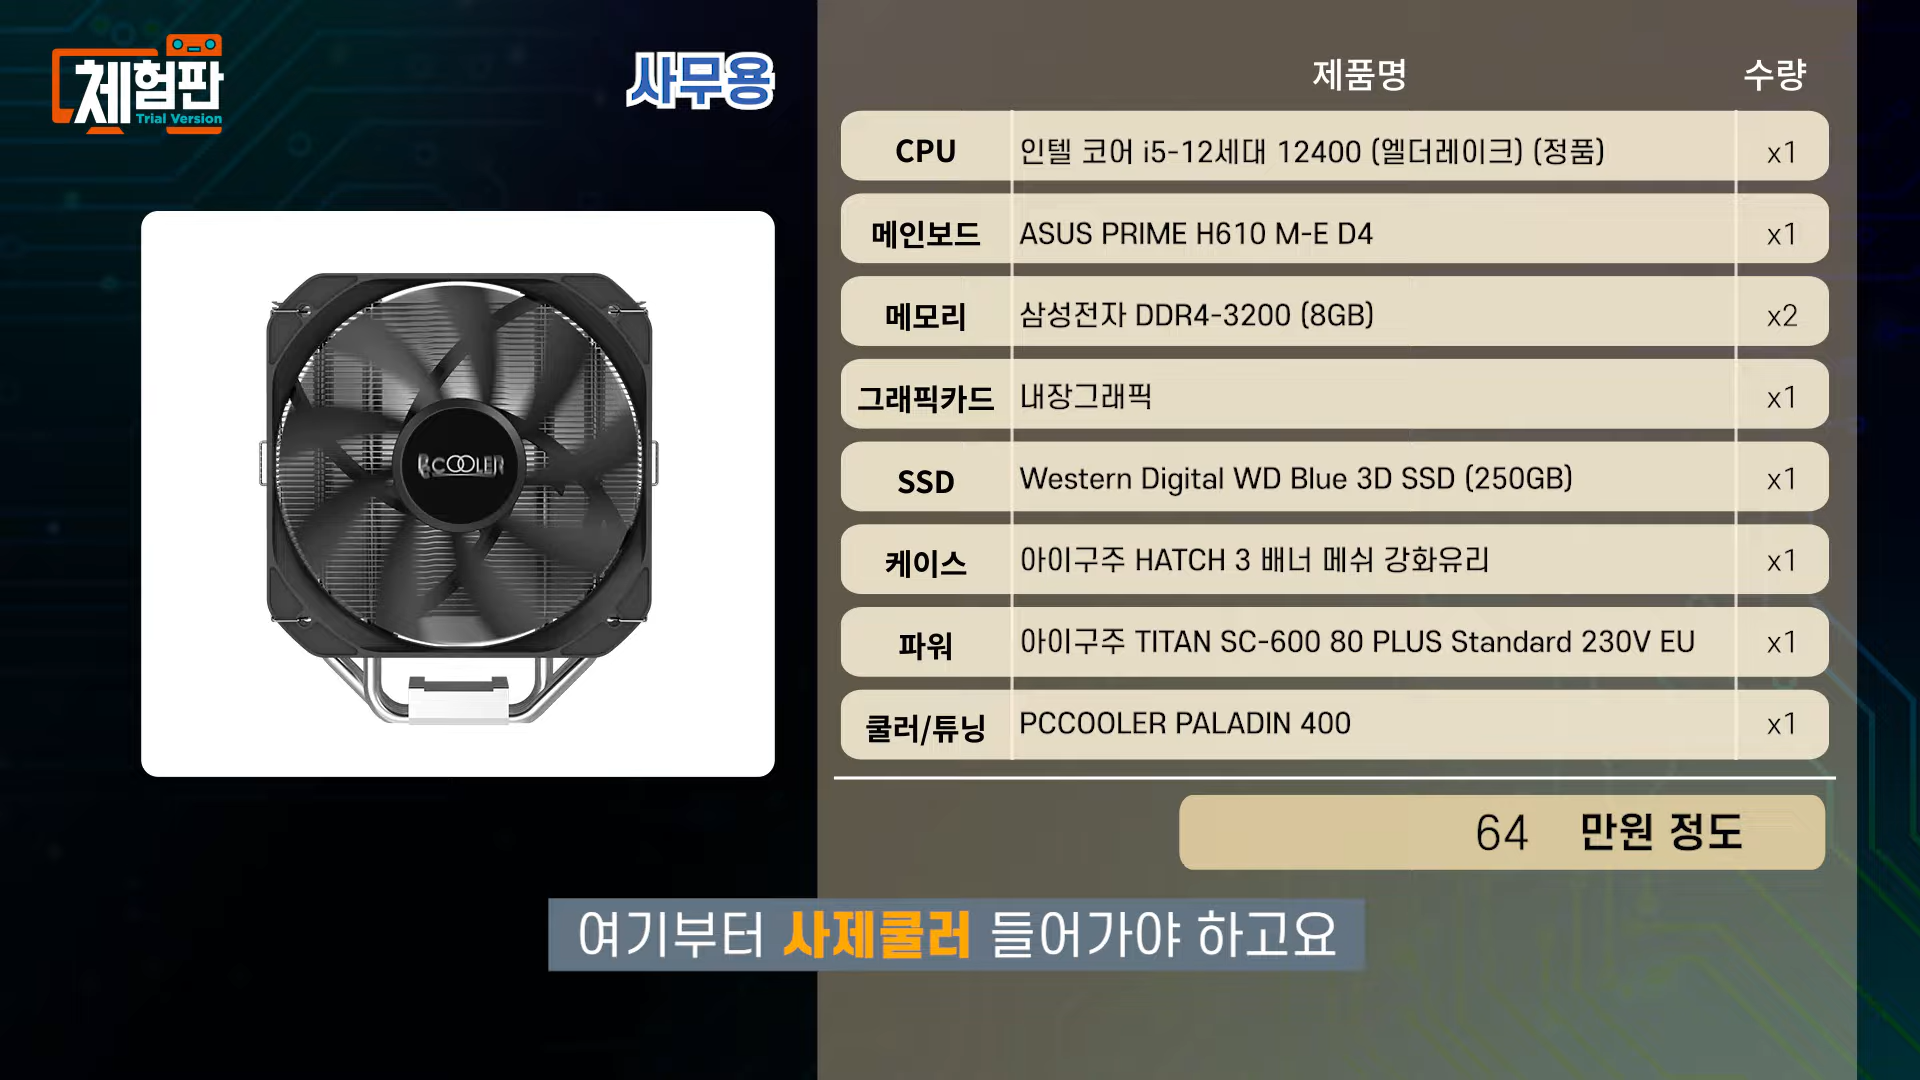 체험판
Trial Version
사무용
PCCOOLER
제품명 수량
CPU 인텔 코어 i5-12세대 12400 (엘더레이크) (정품) x1
메인보드 ASUS PRIME H610 M-E D4 x1
메모리 삼성전자 DDR4-3200 (8GB) x2
그래픽카드 내장그래픽 x1
SSD Western Digital WD Blue 3D SSD (250GB) x1
케이스 아이구주 HATCH 3 배너 메쉬 강화유리 x1
파워 아이구주 TITAN SC-600 80 PLUS Standard 230V EU x1
쿨러/튜닝 PCCOOLER PALADIN 400 x1
64 만원 정도
여기부터 사제쿨러 들어가야 하고요